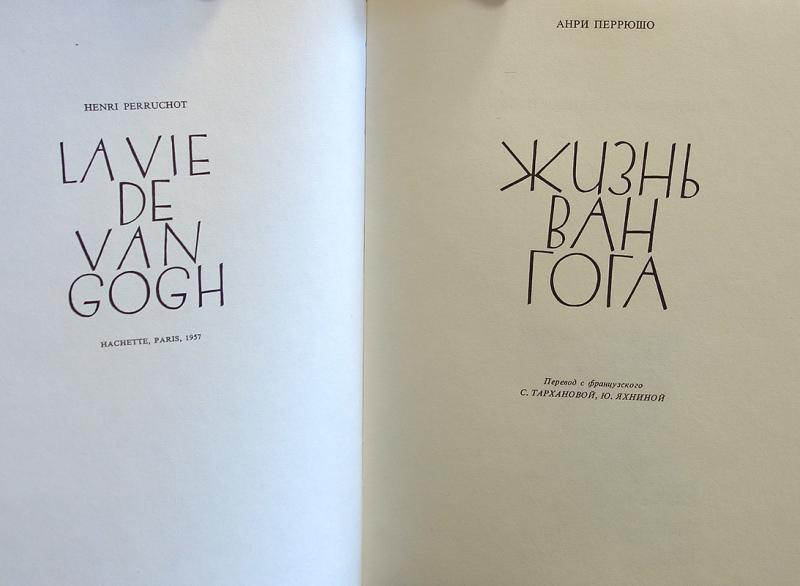 HENRI PERRUCHOT
LA VIE
DE
VAN
GOGH
HACHETTE, PARIS, 1957
АНРИ ПЕРРЮШО
ЖИЗНЬ
ВАН
ГОГА
Перевод с французского
С. ТАРХАНОВОЙ, Ю. ЯХНИНОЙ